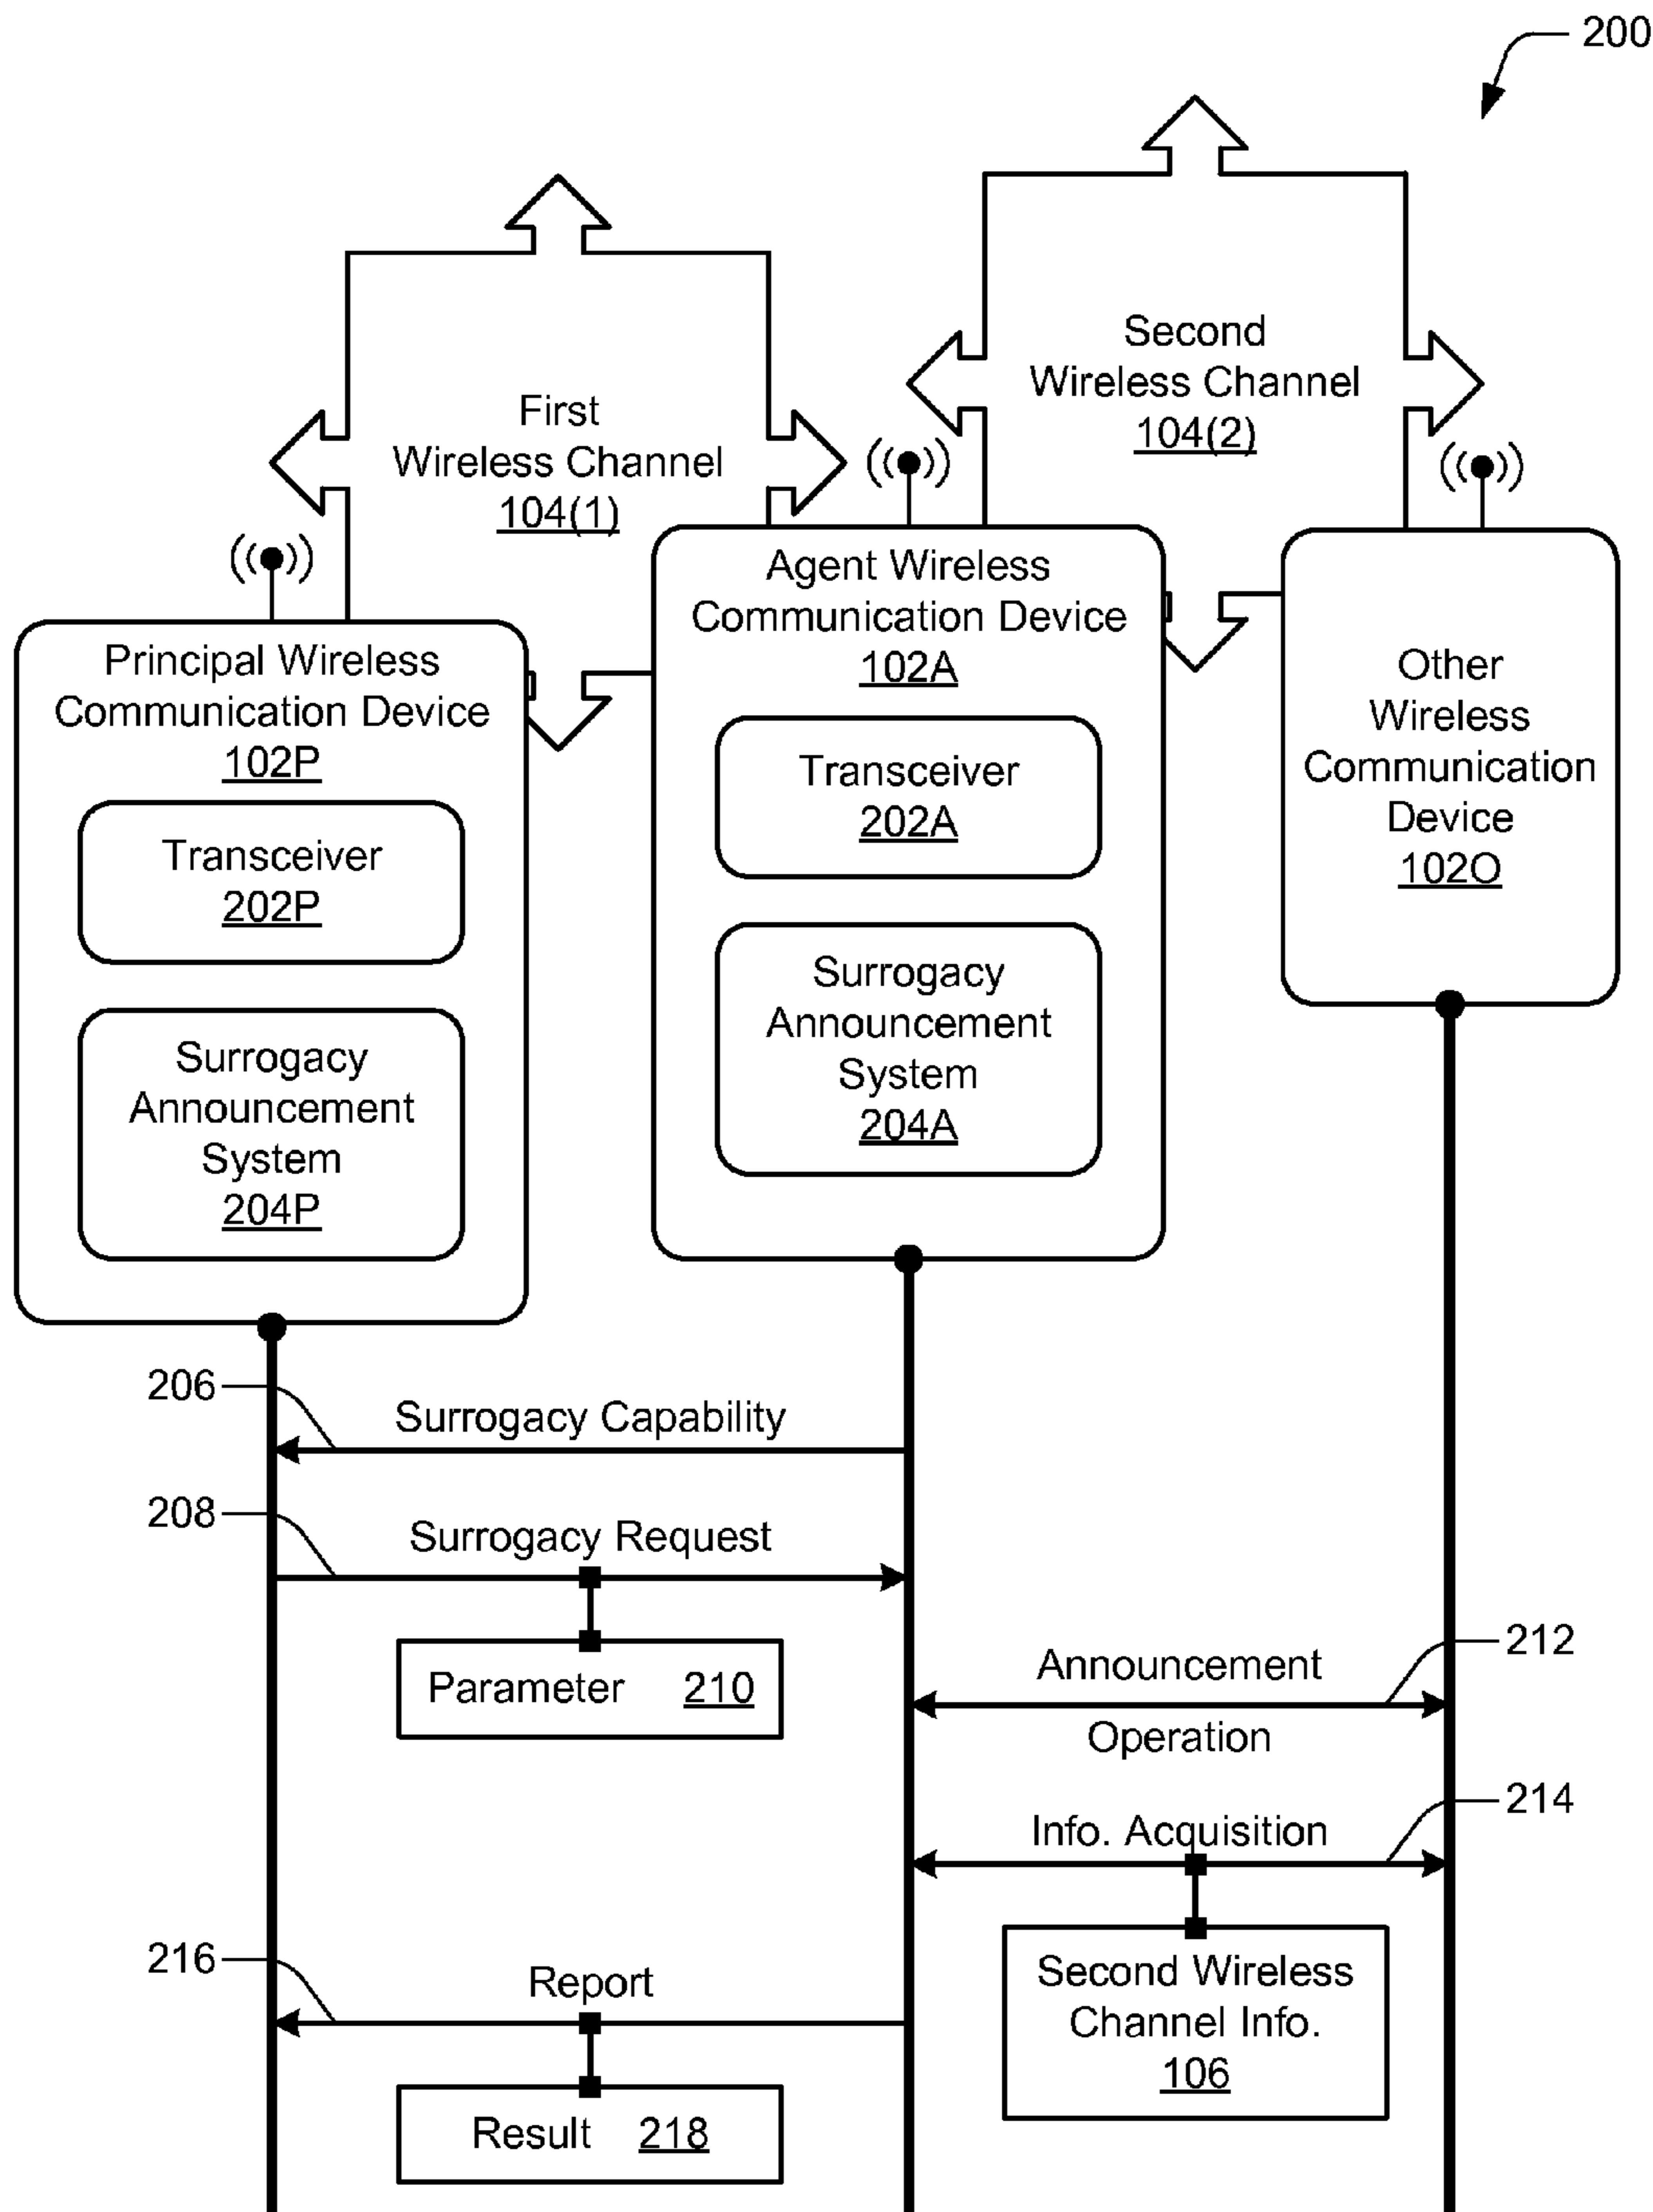 200
Second
Wireless Channel
104(2)
First
Wireless Channel
104(1)
Principal Wireless
Communication Device
102P
Transceiver
202P
Surrogacy
Announcement
System
204P
Agent Wireless
Communication Device
102A
Transceiver
202A
Surrogacy
Announcement
System
204A
Other
Wireless
Communication
Device
102O
206
Surrogacy Capability
208
Surrogacy Request
Parameter 210
212
Announcement
Operation
214
Info. Acquisition
Second Wireless
Channel Info.
106
216
Report
Result 218